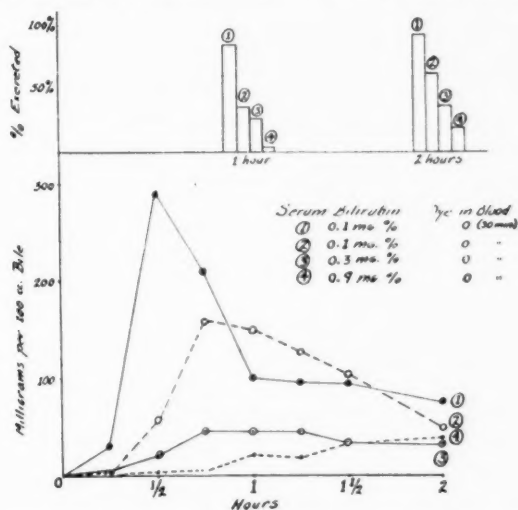 100%
50%
% Excreted
① ② ③ ④
① ② ③ ④
1 hour 2 hours
300
200
100
Milligrams per 100 cc. Bile
Serum Bilirubin Dye in Blood
① 0.1 mg. % 0 (30 min)
② 0.1 mg. % 0 "
③ 0.3 mg. % 0 "
④ 0.9 mg. % 0 "
①
②
④
③
0 1/2 1 1 1/2 2
Hours